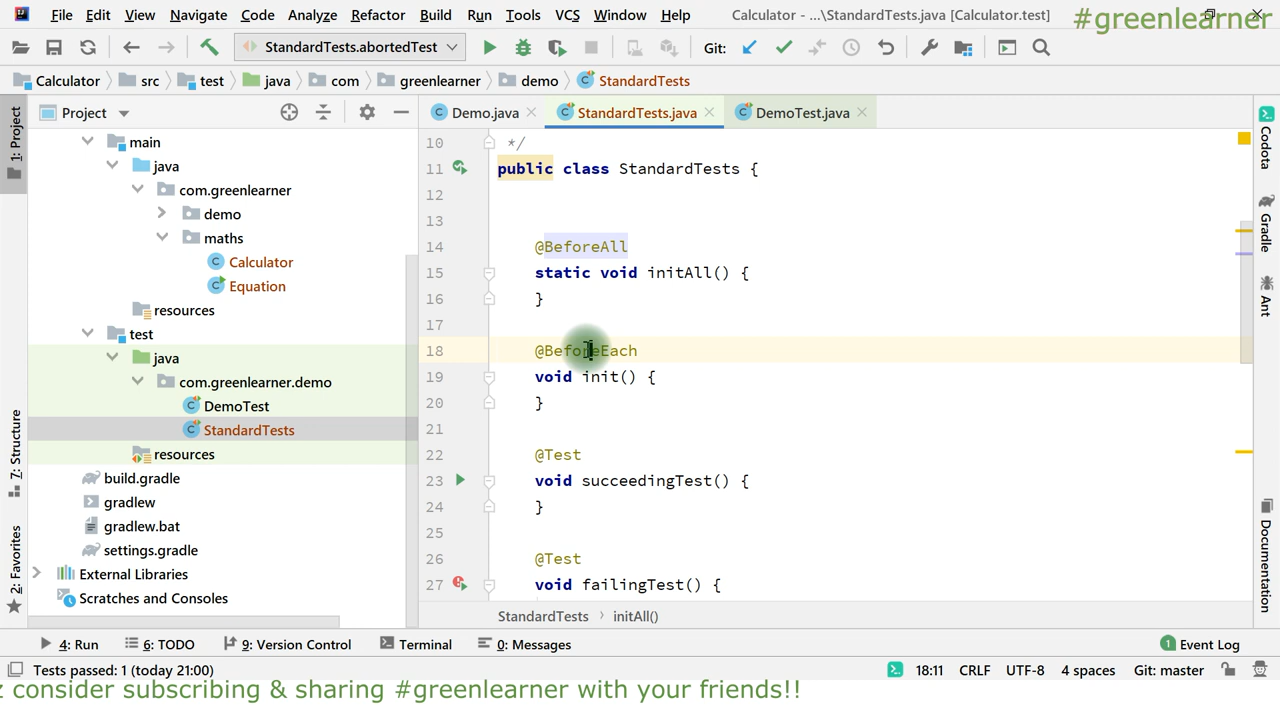 File Edit View Navigate Code Analyze Refactor Build Run Tools VCS Window Help Calculator - ...\StandardTests.java [Calculator.test] #greenlearner
StandardTests.abortedTest Git:
Calculator src test java com greenlearner demo StandardTests
Project Demo.java StandardTests.java DemoTest.java
1: Project
7: Structure
2: Favorites
main
java
com.greenlearner
demo
maths
Calculator
Equation
resources
test
java
com.greenlearner.demo
DemoTest
StandardTests
resources
build.gradle
gradlew
gradlew.bat
settings.gradle
External Libraries
Scratches and Consoles
10 */
11 public class StandardTests {
12
13
14 @BeforeAll
15 static void initAll() {
16 }
17
18 @BeforeEach
19 void init() {
20 }
21
22 @Test
23 void succeedingTest() {
24 }
25
26 @Test
27 void failingTest() {
StandardTests initAll()
Codota
Gradle
Ant
Documentation
4: Run 6: TODO 9: Version Control Terminal 0: Messages 1 Event Log
Tests passed: 1 (today 21:00) 18:11 CRLF UTF-8 4 spaces Git: master
z consider subscribing & sharing #greenlearner with your friends!!